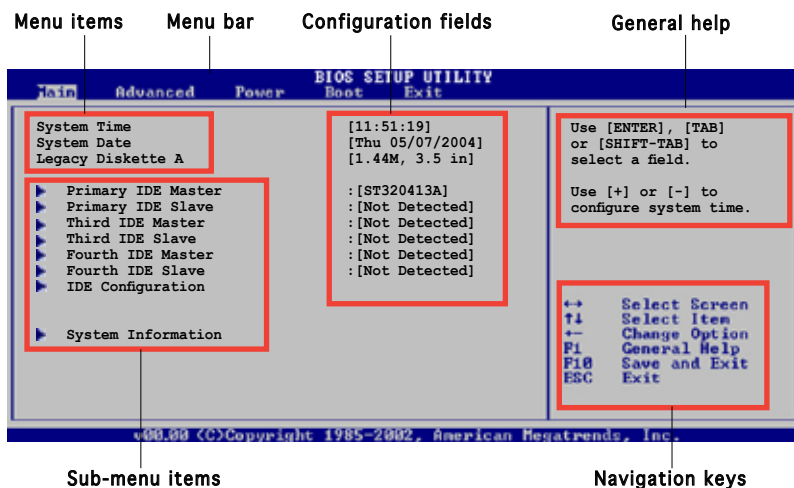 Menu items Menu bar Configuration fields General help
BIOS SETUP UTILITY
Main Advanced Power Boot Exit
System Time [11:51:19]
System Date [Thu 05/07/2004]
Legacy Diskette A [1.44M, 3.5 in]
Primary IDE Master :[ST320413A]
Primary IDE Slave :[Not Detected]
Third IDE Master :[Not Detected]
Third IDE Slave :[Not Detected]
Fourth IDE Master :[Not Detected]
Fourth IDE Slave :[Not Detected]
IDE Configuration
System Information
Use [ENTER], [TAB]
or [SHIFT-TAB] to
select a field.
Use [+] or [-] to
configure system time.
↔ Select Screen
↑↓ Select Item
+- Change Option
F1 General Help
F10 Save and Exit
ESC Exit
v00.00 (C)Copyright 1985-2002, American Megatrends, Inc.
Sub-menu items Navigation keys